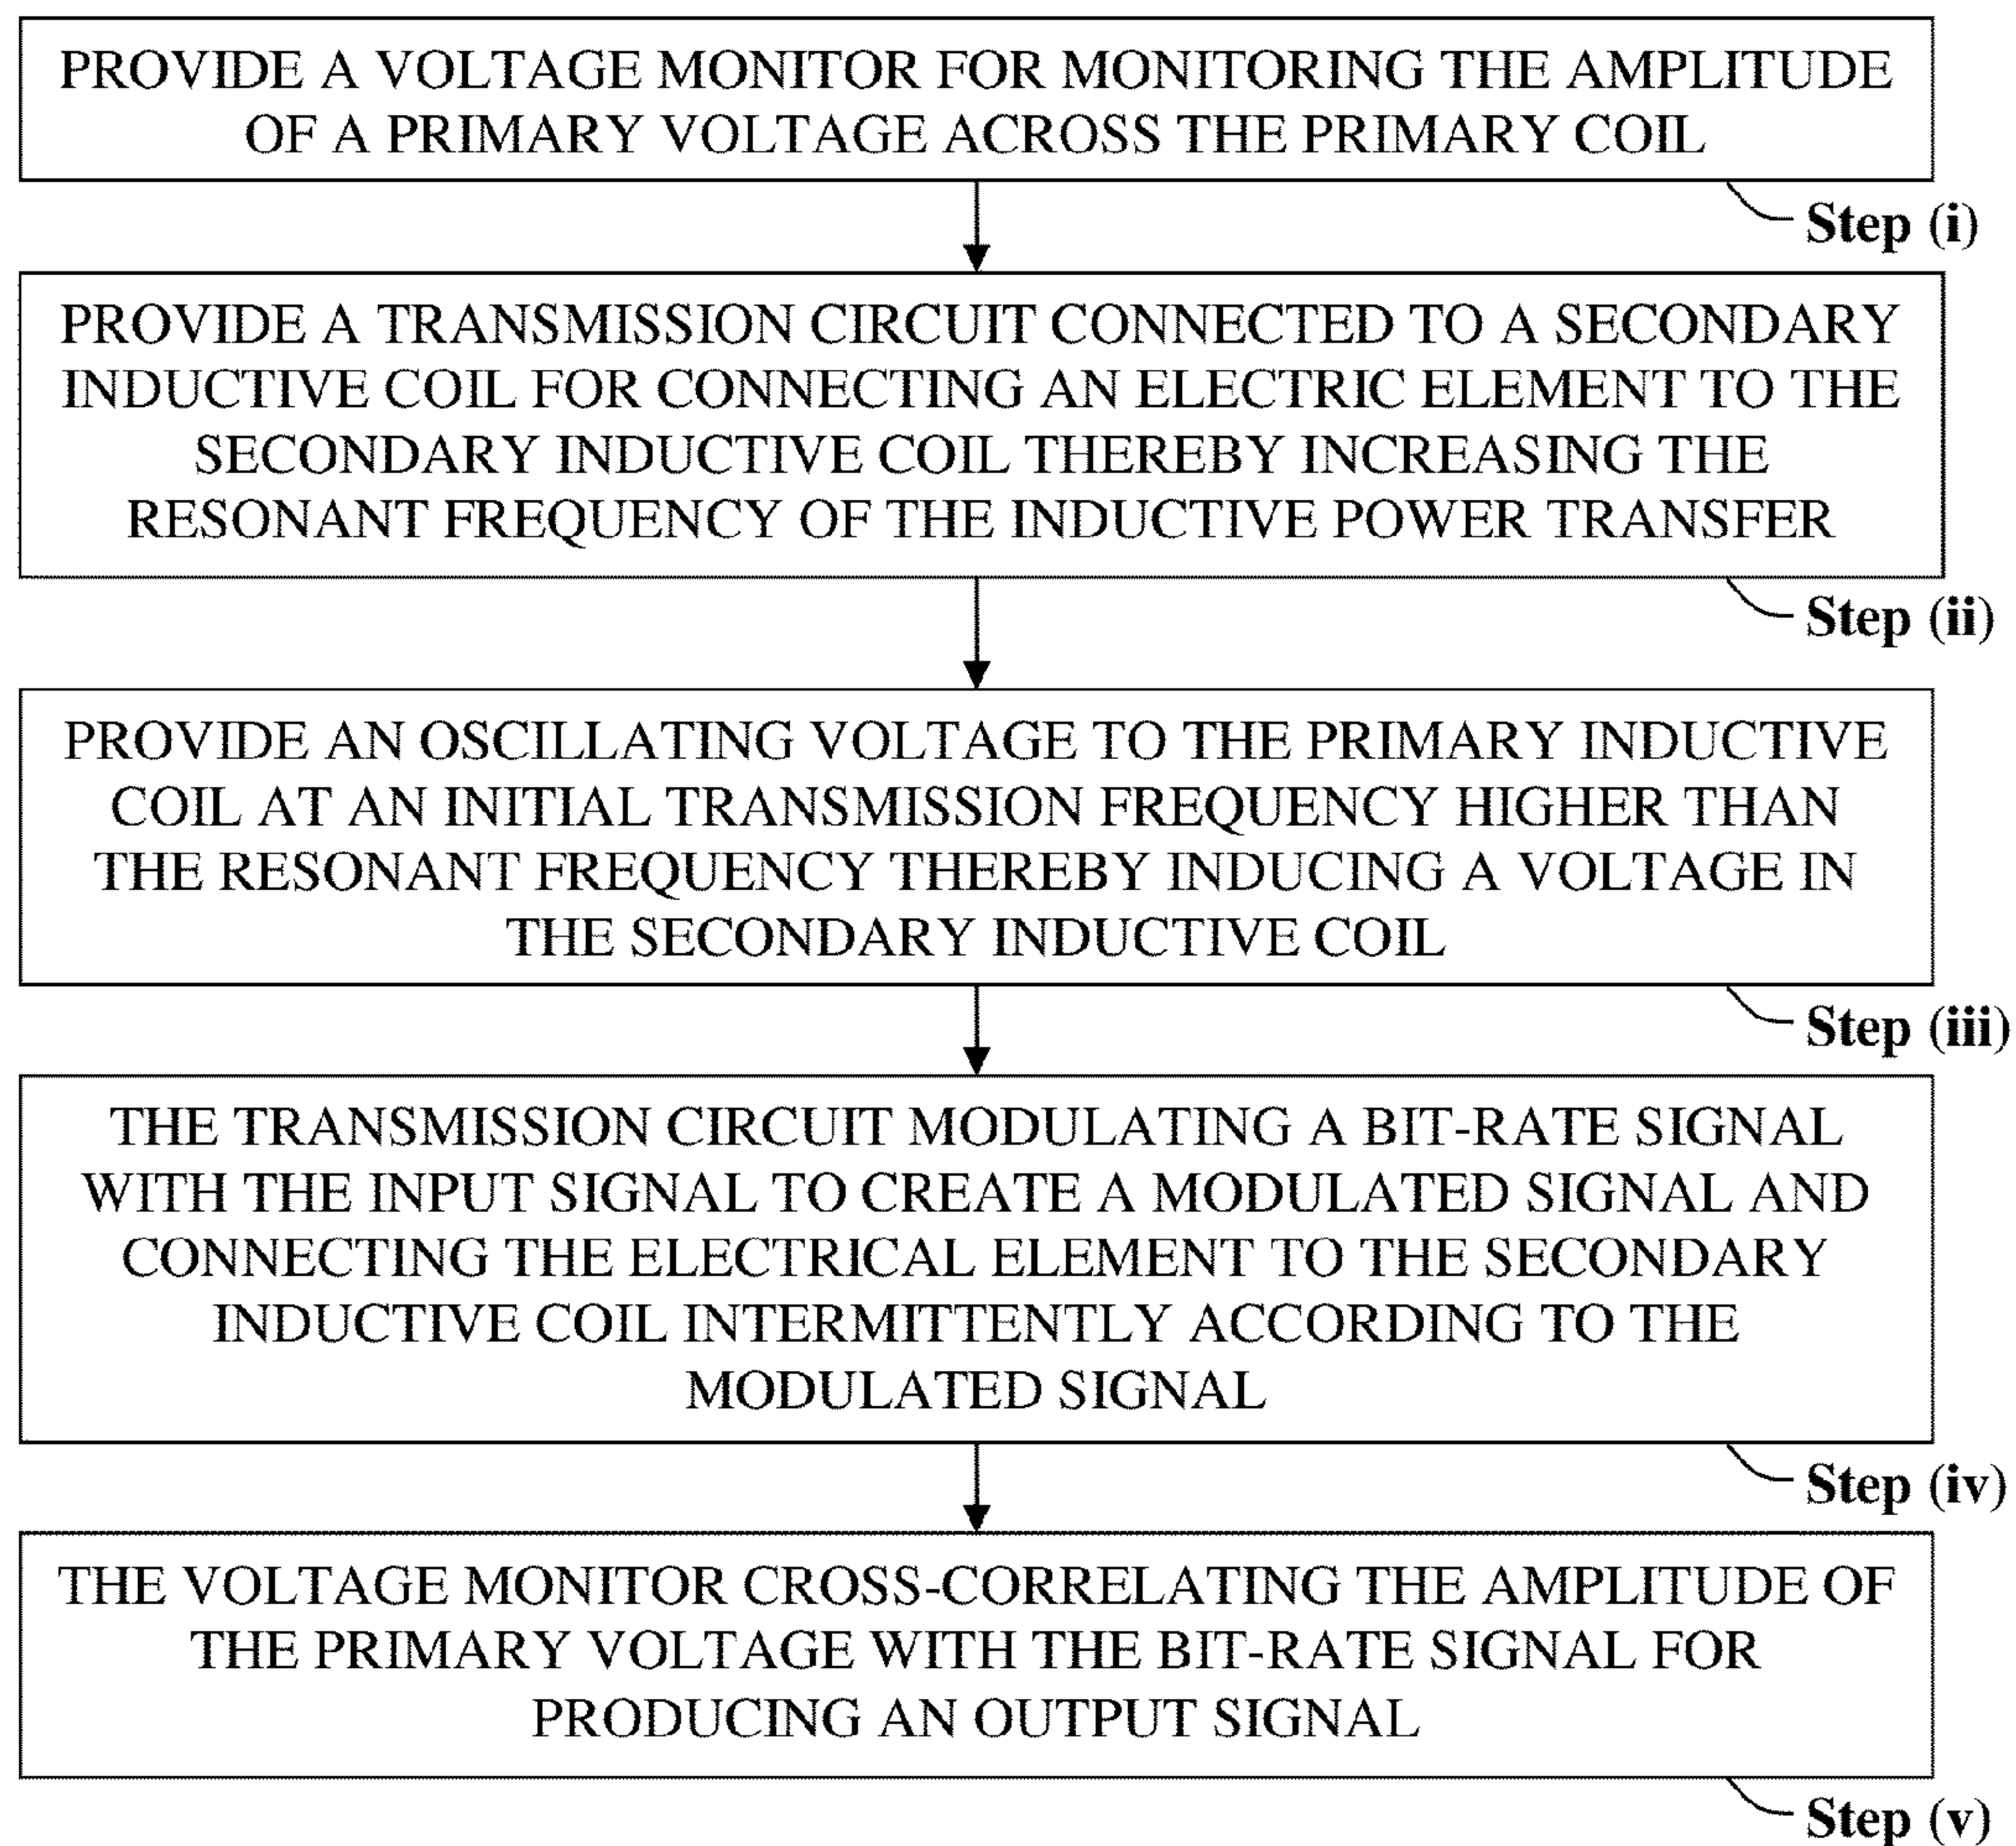 PROVIDE A VOLTAGE MONITOR FOR MONITORING THE AMPLITUDE
OF A PRIMARY VOLTAGE ACROSS THE PRIMARY COIL
Step (i)
PROVIDE A TRANSMISSION CIRCUIT CONNECTED TO A SECONDARY
INDUCTIVE COIL FOR CONNECTING AN ELECTRIC ELEMENT TO THE
SECONDARY INDUCTIVE COIL THEREBY INCREASING THE
RESONANT FREQUENCY OF THE INDUCTIVE POWER TRANSFER
Step (ii)
PROVIDE AN OSCILLATING VOLTAGE TO THE PRIMARY INDUCTIVE
COIL AT AN INITIAL TRANSMISSION FREQUENCY HIGHER THAN
THE RESONANT FREQUENCY THEREBY INDUCING A VOLTAGE IN
THE SECONDARY INDUCTIVE COIL
Step (iii)
THE TRANSMISSION CIRCUIT MODULATING A BIT-RATE SIGNAL
WITH THE INPUT SIGNAL TO CREATE A MODULATED SIGNAL AND
CONNECTING THE ELECTRICAL ELEMENT TO THE SECONDARY
INDUCTIVE COIL INTERMITTENTLY ACCORDING TO THE
MODULATED SIGNAL
Step (iv)
THE VOLTAGE MONITOR CROSS-CORRELATING THE AMPLITUDE OF
THE PRIMARY VOLTAGE WITH THE BIT-RATE SIGNAL FOR
PRODUCING AN OUTPUT SIGNAL
Step (v)